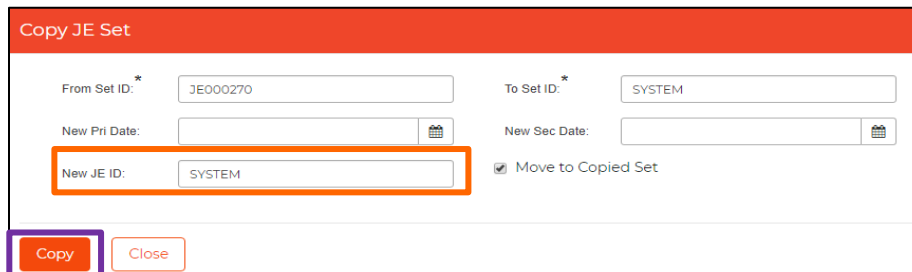 Copy JE Set
From Set ID:* JE000270 To Set ID:* SYSTEM
New Pri Date: New Sec Date:
New JE ID: SYSTEM Move to Copied Set
Copy Close